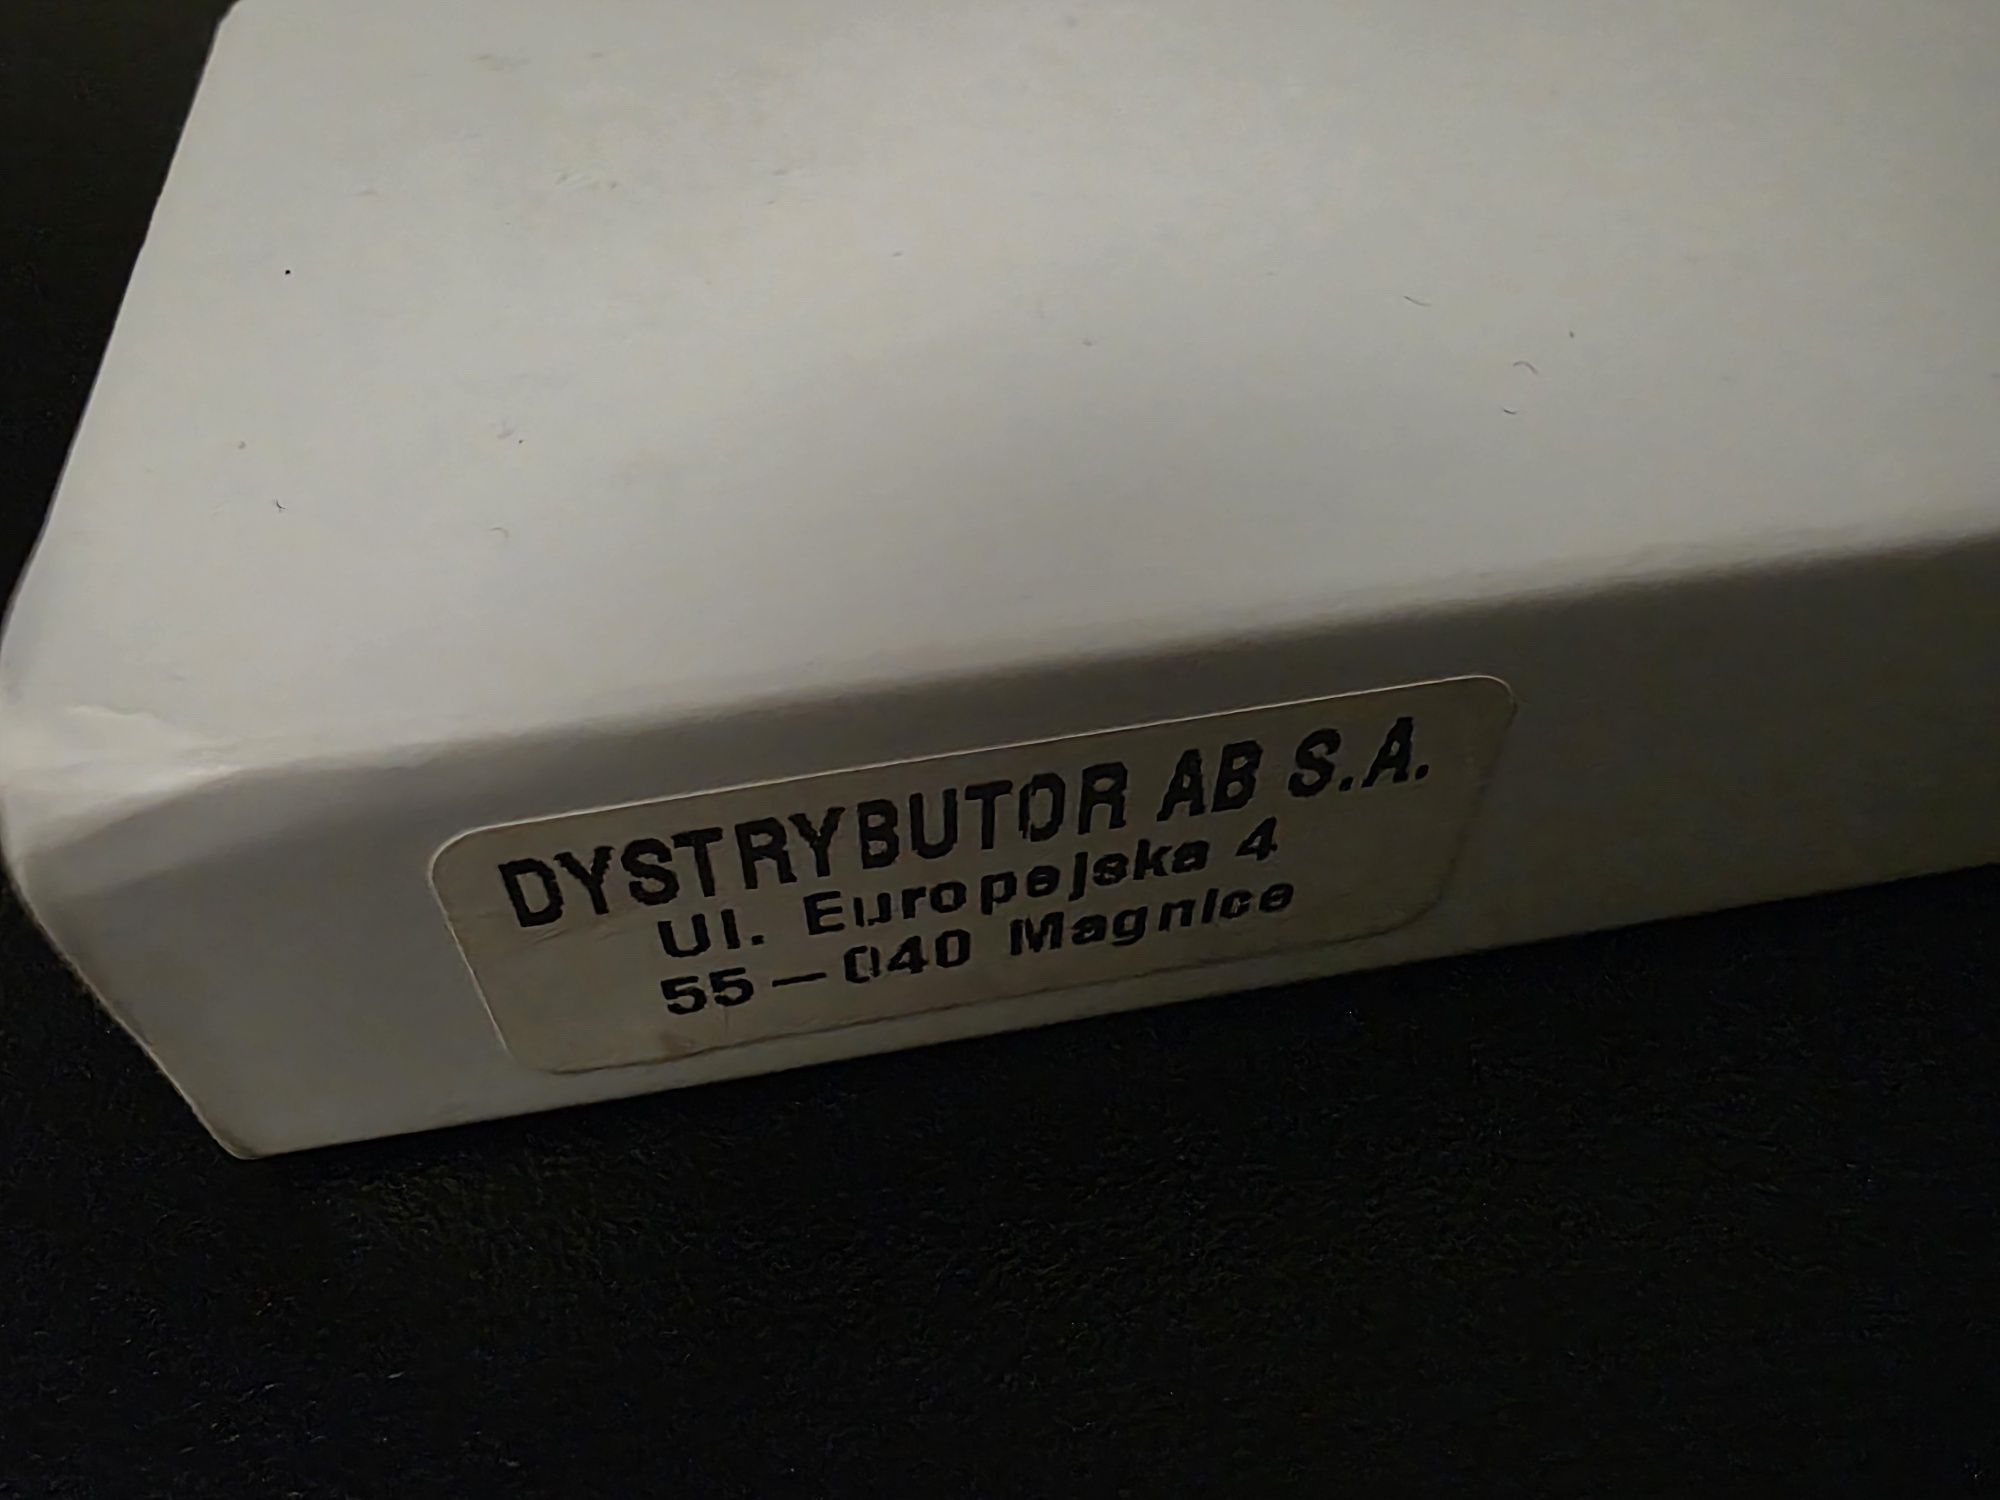 DYSTRYBUTOR AB S.A.
Ul. Europejska 4
55-040 Magnice